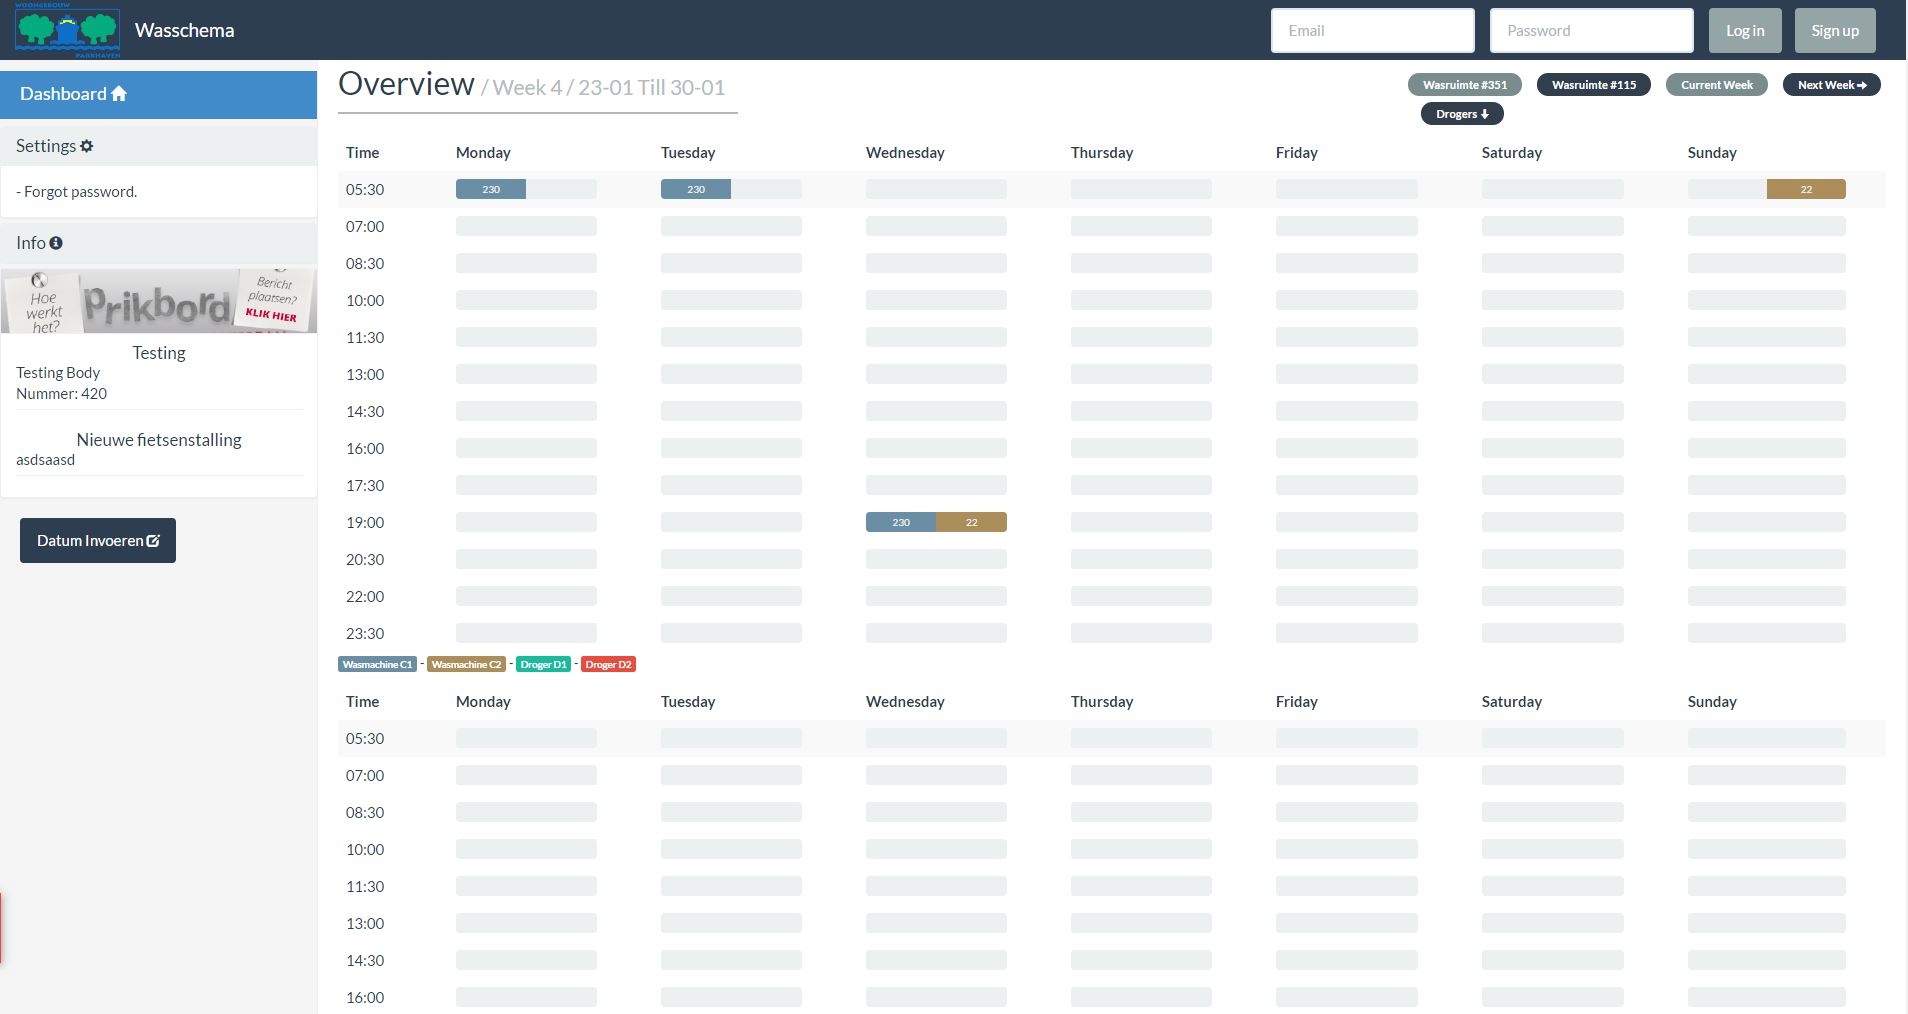 WOONGEBOUW
PARKHAVEN
Wasschema
Email
Password
Log in
Sign up
Dashboard
Settings
- Forgot password.
Info
Hoe
werkt
het?
Prikbord
Bericht
plaatsen?
KLIK HIER
Testing
Testing Body
Nummer: 420
Nieuwe fietsenstalling
asdsaasd
Datum Invoeren
Overview / Week 4 / 23-01 Till 30-01
Wasruimte #351
Wasruimte #115
Current Week
Next Week
Drogers
Time Monday Tuesday Wednesday Thursday Friday Saturday Sunday
05:30 230 230 22
07:00
08:30
10:00
11:30
13:00
14:30
16:00
17:30
19:00 230 22
20:30
22:00
23:30
Wasmachine C1 - Wasmachine C2 - Droger D1 - Droger D2
Time Monday Tuesday Wednesday Thursday Friday Saturday Sunday
05:30
07:00
08:30
10:00
11:30
13:00
14:30
16:00